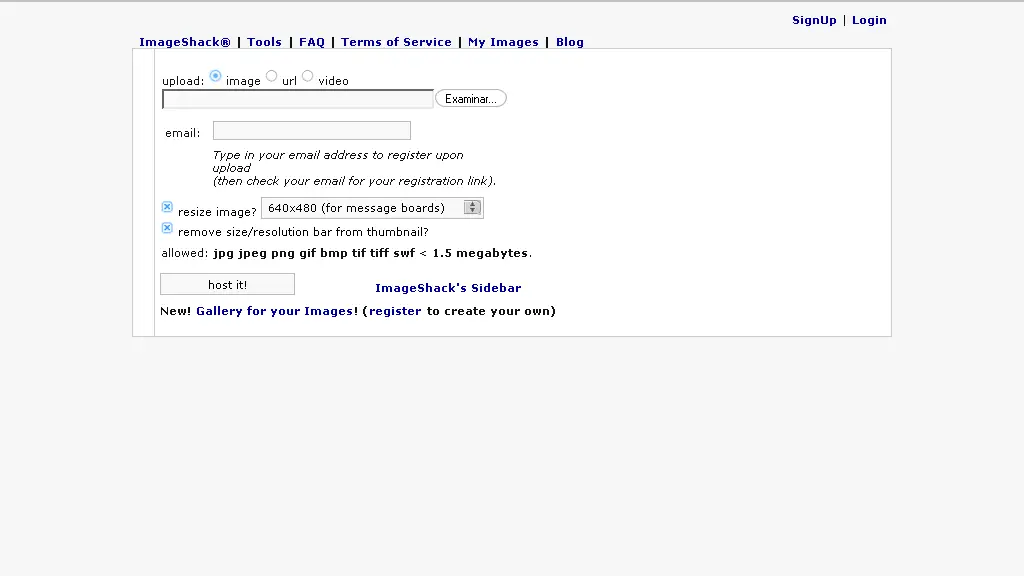 SignUp | Login
ImageShack® | Tools | FAQ | Terms of Service | My Images | Blog
upload: image url video
Examinar...
email:
Type in your email address to register upon
upload
(then check your email for your registration link).
resize image? 640x480 (for message boards)
remove size/resolution bar from thumbnail?
allowed: jpg jpeg png gif bmp tif tiff swf < 1.5 megabytes.
host it! ImageShack's Sidebar
New! Gallery for your Images! (register to create your own)